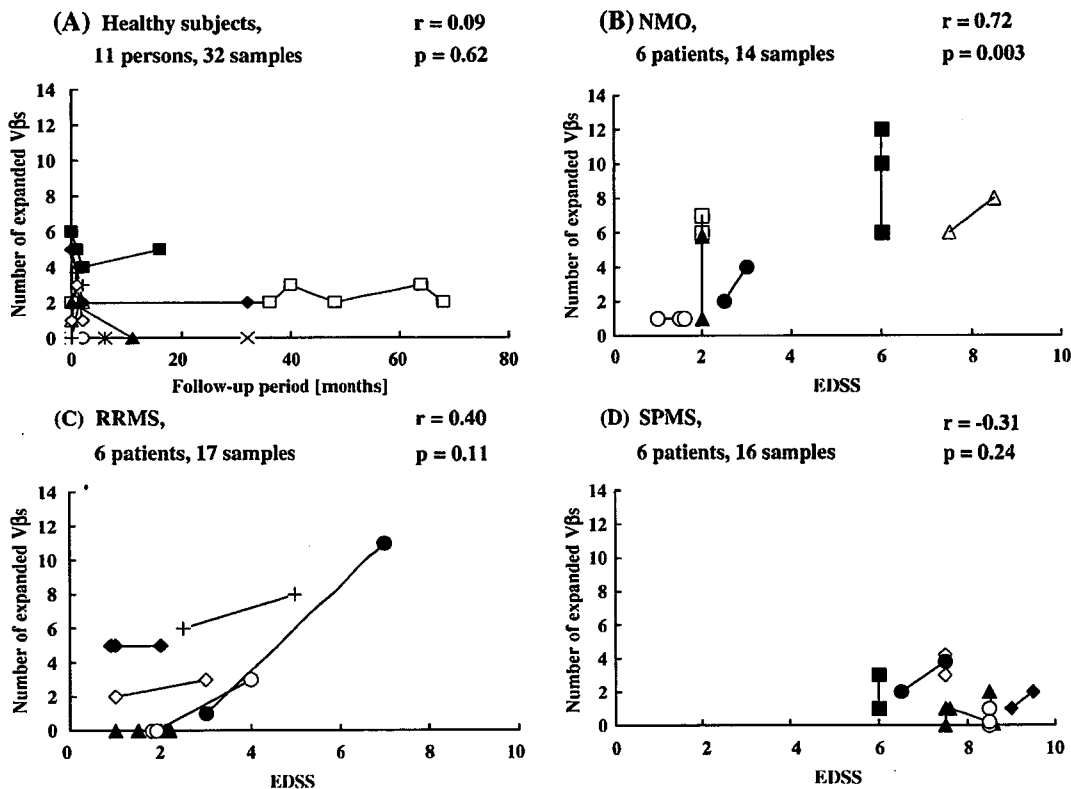 (A) Healthy subjects, r = 0.09
11 persons, 32 samples p = 0.62
Number of expanded Vβs
14
12
10
8
6
4
2
0
0 20 40 60 80
Follow-up period [months]
(B) NMO, r = 0.72
6 patients, 14 samples p = 0.003
Number of expanded Vβs
14
12
10
8
6
4
2
0
0 2 4 6 8 10
EDSS
(C) RRMS, r = 0.40
6 patients, 17 samples p = 0.11
Number of expanded Vβs
14
12
10
8
6
4
2
0
0 2 4 6 8 10
EDSS
(D) SPMS, r = -0.31
6 patients, 16 samples p = 0.24
Number of expanded Vβs
14
12
10
8
6
4
2
0
0 2 4 6 8 10
EDSS